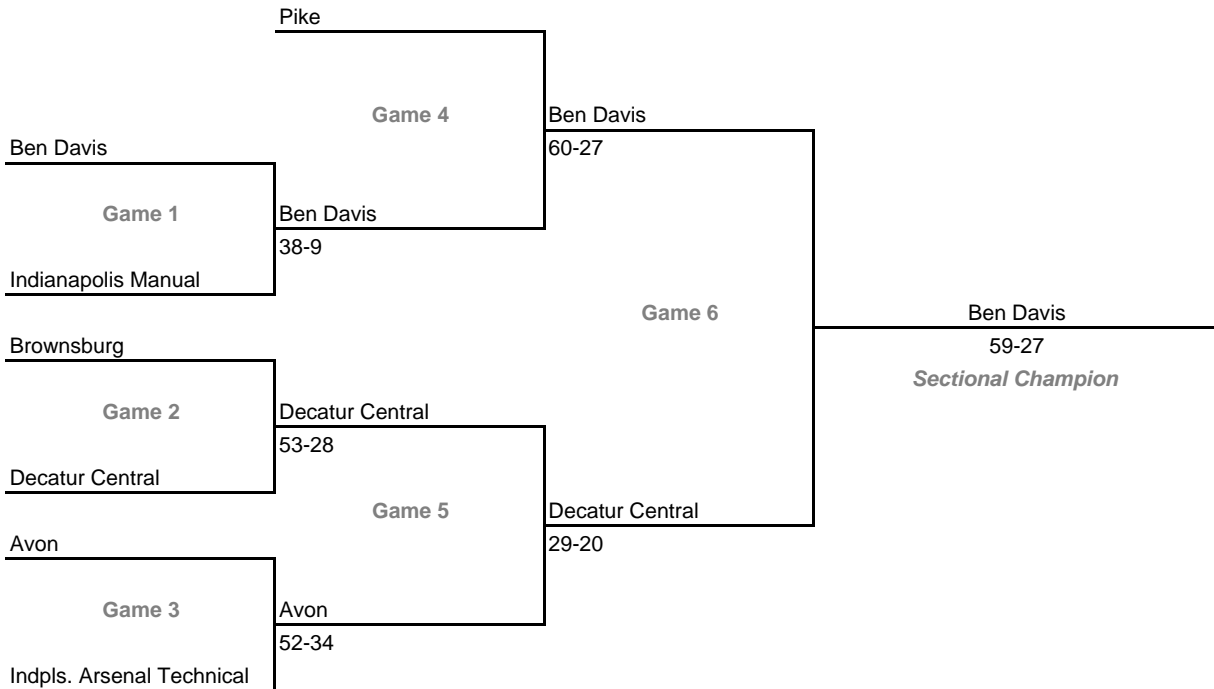 Pike
Game 4
Ben Davis
60-27
Ben Davis
Game 1
Ben Davis
38-9
Indianapolis Manual
Game 6
Ben Davis
59-27
Sectional Champion
Brownsburg
Game 2
Decatur Central
53-28
Decatur Central
Game 5
Decatur Central
29-20
Avon
Game 3
Avon
52-34
Indpls. Arsenal Technical